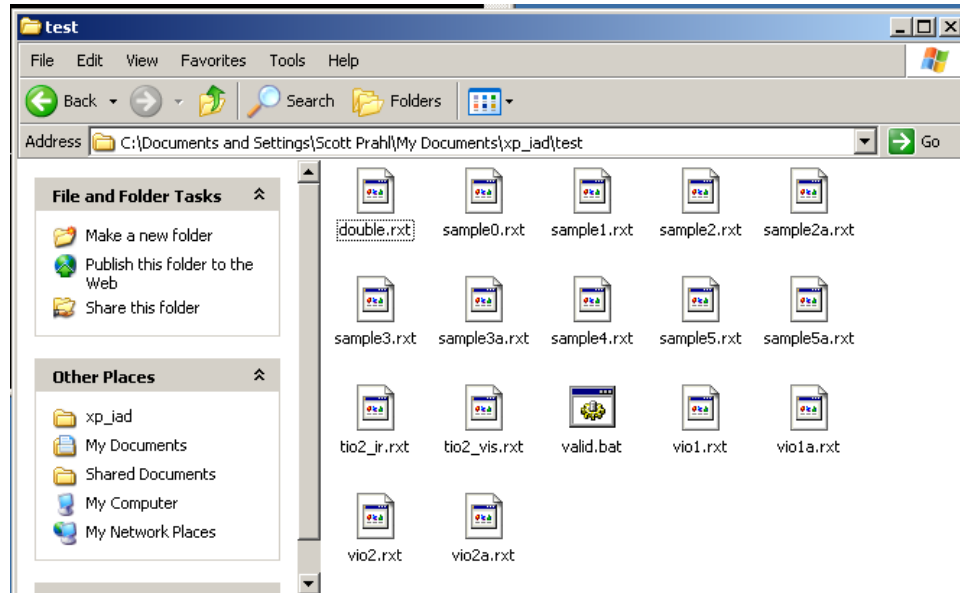 test
File Edit View Favorites Tools Help
Back Search Folders
Address C:\Documents and Settings\Scott Prahl\My Documents\xp_iad\test Go
File and Folder Tasks
Make a new folder
Publish this folder to the
Web
Share this folder
Other Places
xp_iad
My Documents
Shared Documents
My Computer
My Network Places
double.rxt sample0.rxt sample1.rxt sample2.rxt sample2a.rxt
sample3.rxt sample3a.rxt sample4.rxt sample5.rxt sample5a.rxt
tio2_ir.rxt tio2_vis.rxt valid.bat vio1.rxt vio1a.rxt
vio2.rxt vio2a.rxt